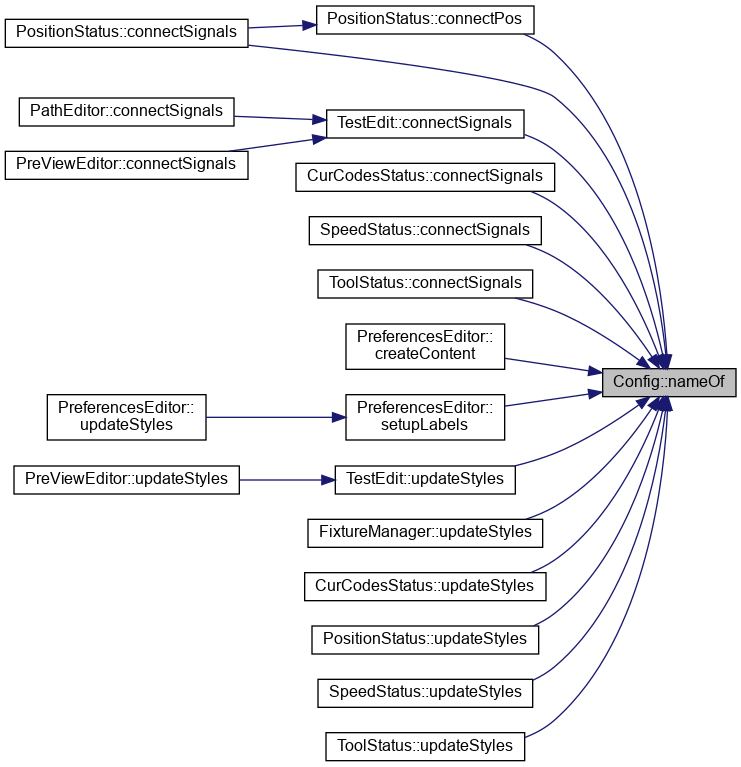 PositionStatus::connectPos
PositionStatus::connectSignals
PathEditor::connectSignals
TestEdit::connectSignals
PreViewEditor::connectSignals
CurCodesStatus::connectSignals
SpeedStatus::connectSignals
ToolStatus::connectSignals
PreferencesEditor::
createContent
Config::nameOf
PreferencesEditor::
updateStyles
PreferencesEditor::
setupLabels
PreViewEditor::updateStyles
TestEdit::updateStyles
FixtureManager::updateStyles
CurCodesStatus::updateStyles
PositionStatus::updateStyles
SpeedStatus::updateStyles
ToolStatus::updateStyles